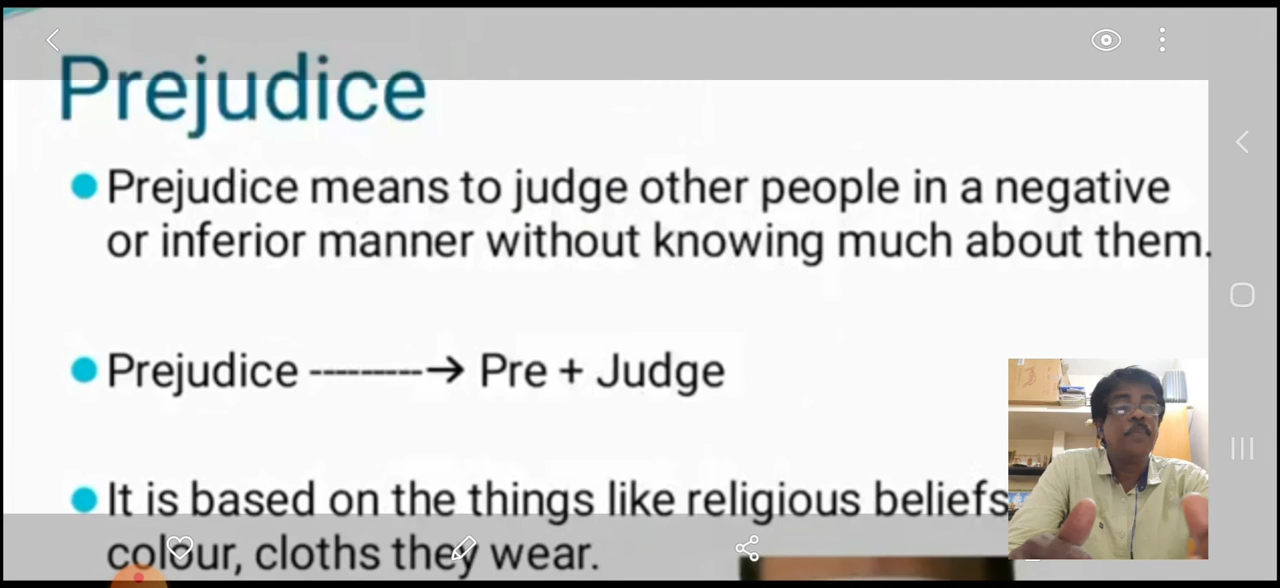 Prejudice
Prejudice means to judge other people in a negative
or inferior manner without knowing much about them.
Prejudice ---------→ Pre + Judge
It is based on the things like religious beliefs
colour, cloths they wear.